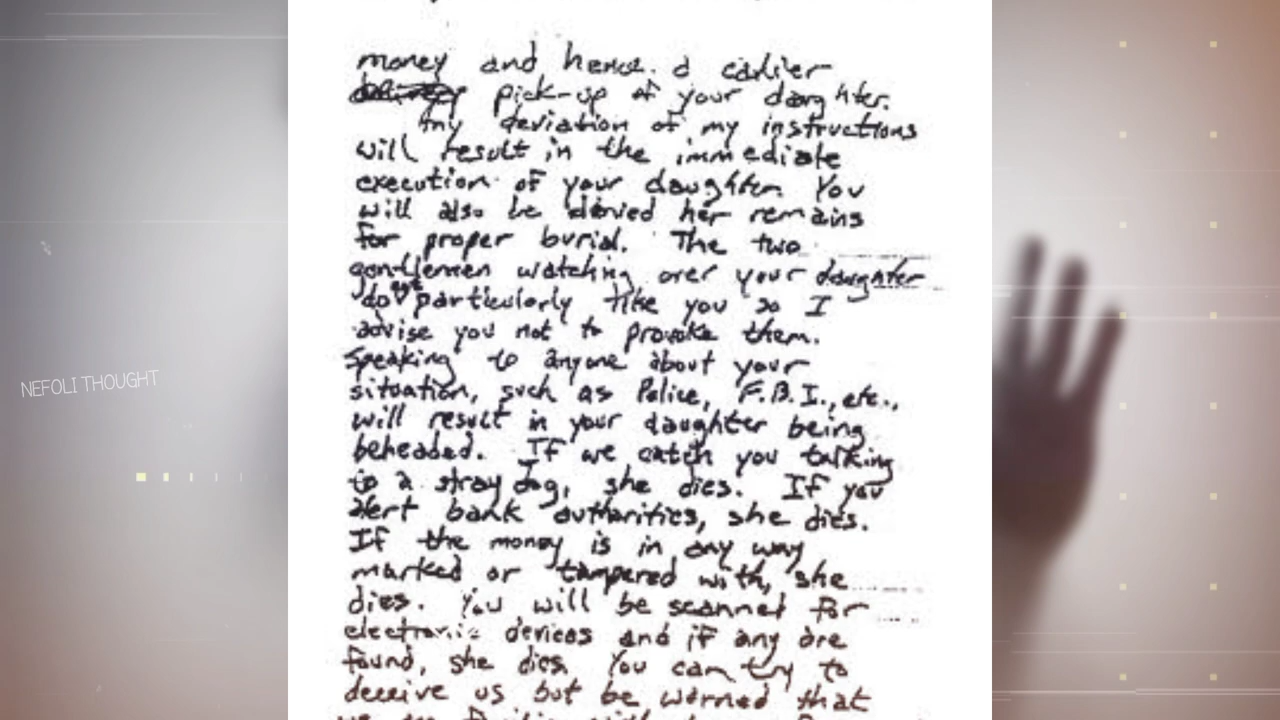 money and hence a earlier
pick-up of your daughter.
Any deviation of my instructions
will result in the immediate
execution of your daughter. You
will also be denied her remains
for proper burial. The two
gentlemen watching over your daughter
do not particularly like you so I
advise you not to provoke them.
Speaking to anyone about your
situation, such as Police, F.B.I., etc.,
will result in your daughter being
beheaded. If we catch you talking
to a stray dog, she dies. If you
alert bank authorities, she dies.
If the money is in any way
marked or tampered with, she
dies. You will be scanned for
electronic devices and if any are
found, she dies. You can try to
deceive us but be warned that
NEFOLI THOUGHT